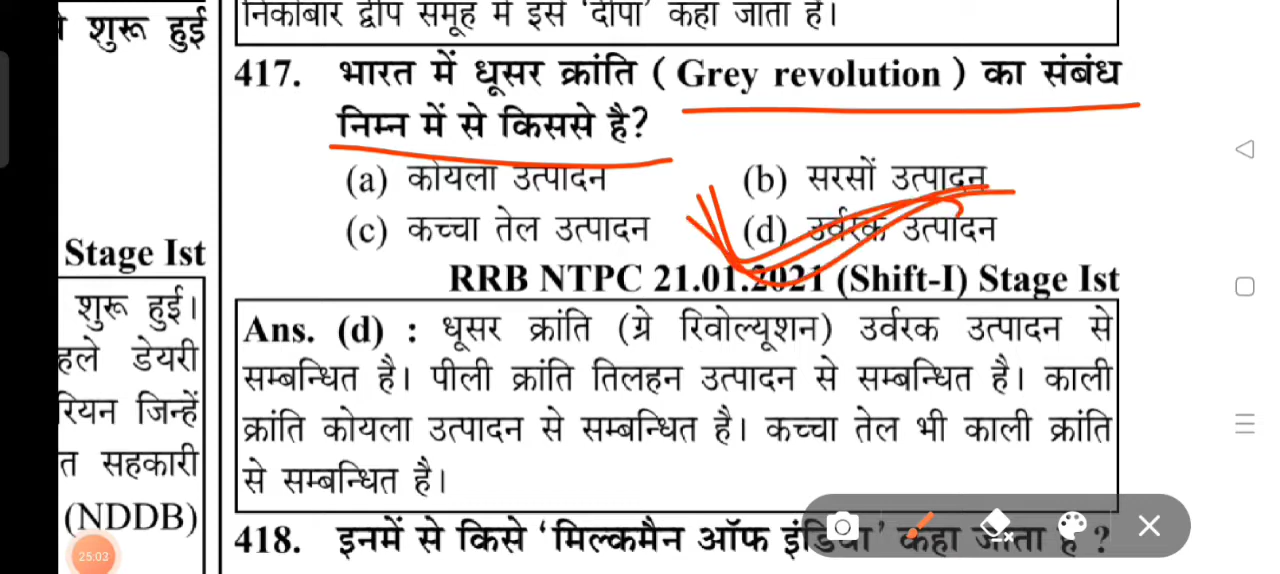 शुरू हुई
Stage Ist
शुरू हुई।
हले डेयरी
रियन जिन्हें
त सहकारी
(NDDB)
25:03
निकोबार द्वीप समूह में इसे 'दीपा' कहा जाता है।
417. भारत में धूसर क्रांति ( Grey revolution ) का संबंध
निम्न में से किससे है?
(a) कोयला उत्पादन (b) सरसों उत्पादन
(c) कच्चा तेल उत्पादन (d) उर्वरक उत्पादन
RRB NTPC 21.01.2021 (Shift-I) Stage Ist
Ans. (d) : धूसर क्रांति (ग्रे रिवोल्यूशन) उर्वरक उत्पादन से
सम्बन्धित है। पीली क्रांति तिलहन उत्पादन से सम्बन्धित है। काली
क्रांति कोयला उत्पादन से सम्बन्धित है। कच्चा तेल भी काली क्रांति
से सम्बन्धित है।
418. इनमें से किसे 'मिल्कमैन ऑफ इंडिया' कहा जाता है ?